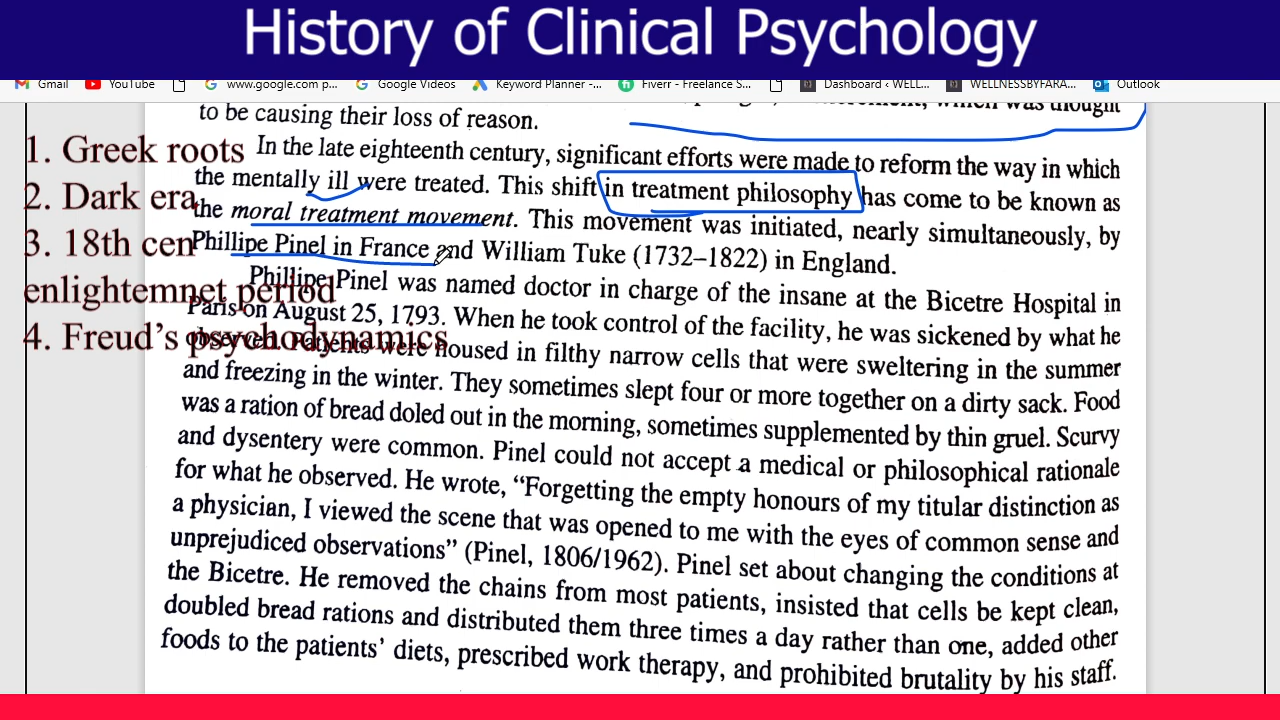 History of Clinical Psychology
Gmail YouTube www.google.com p... Google Videos Keyword Planner -... Fiverr - Freelance S... Dashboard ‹ WELL... WELLNESSBYFARA... Outlook
which was thought
to be causing their loss of reason.
In the late eighteenth century, significant efforts were made to reform the way in which
the mentally ill were treated. This shift in treatment philosophy has come to be known as
the moral treatment movement. This movement was initiated, nearly simultaneously, by
Phillipe Pinel in France and William Tuke (1732–1822) in England.
Phillipe Pinel was named doctor in charge of the insane at the Bicetre Hospital in
Paris on August 25, 1793. When he took control of the facility, he was sickened by what he
observed. Patients were housed in filthy narrow cells that were sweltering in the summer
and freezing in the winter. They sometimes slept four or more together on a dirty sack. Food
was a ration of bread doled out in the morning, sometimes supplemented by thin gruel. Scurvy
and dysentery were common. Pinel could not accept a medical or philosophical rationale
for what he observed. He wrote, “Forgetting the empty honours of my titular distinction as
a physician, I viewed the scene that was opened to me with the eyes of common sense and
unprejudiced observations” (Pinel, 1806/1962). Pinel set about changing the conditions at
the Bicetre. He removed the chains from most patients, insisted that cells be kept clean,
doubled bread rations and distributed them three times a day rather than one, added other
foods to the patients’ diets, prescribed work therapy, and prohibited brutality by his staff.
1. Greek roots
2. Dark era
3. 18th cen
enlightemnet period
4. Freud’s psychodynamics